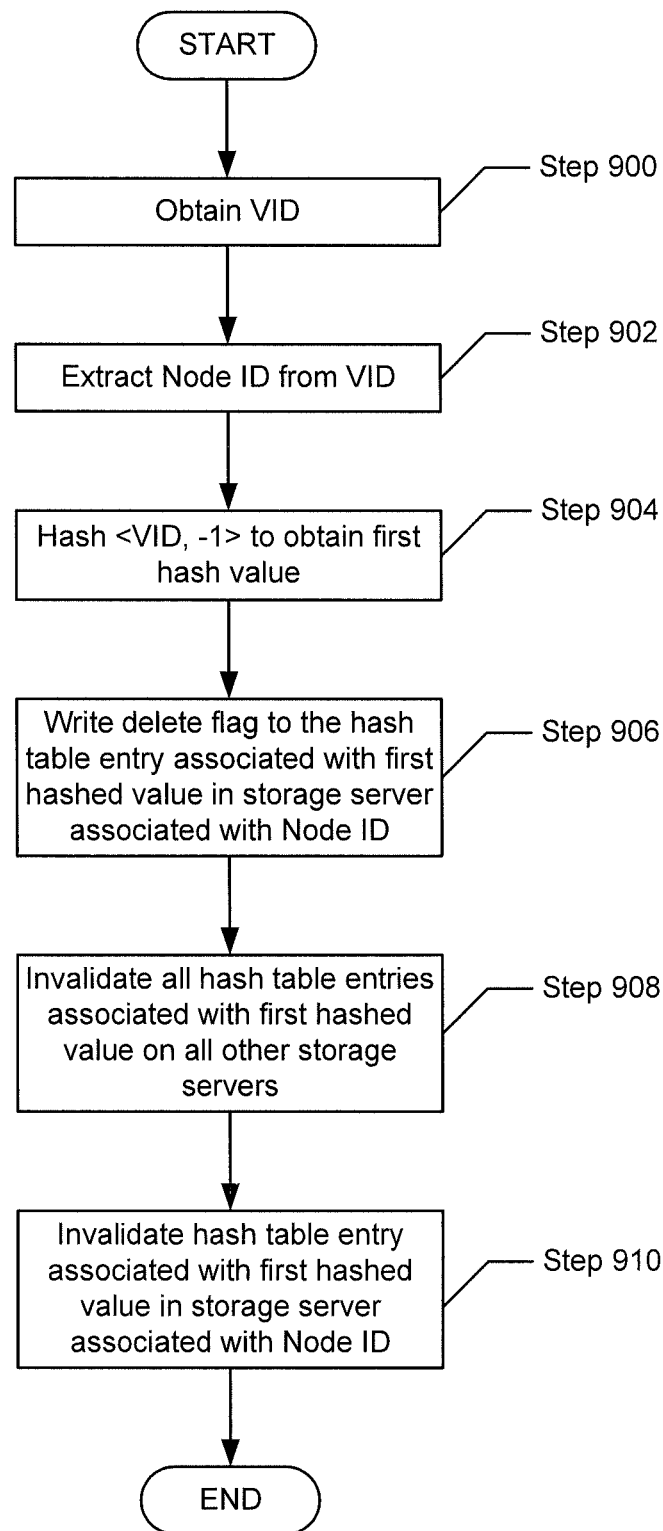 START
Step 900
Obtain VID
Step 902
Extract Node ID from VID
Step 904
Hash <VID, -1> to obtain first
hash value
Write delete flag to the hash
table entry associated with first
hashed value in storage server
associated with Node ID
Step 906
Invalidate all hash table entries
associated with first hashed
value on all other storage
servers
Step 908
Invalidate hash table entry
associated with first hashed
value in storage server
associated with Node ID
Step 910
END